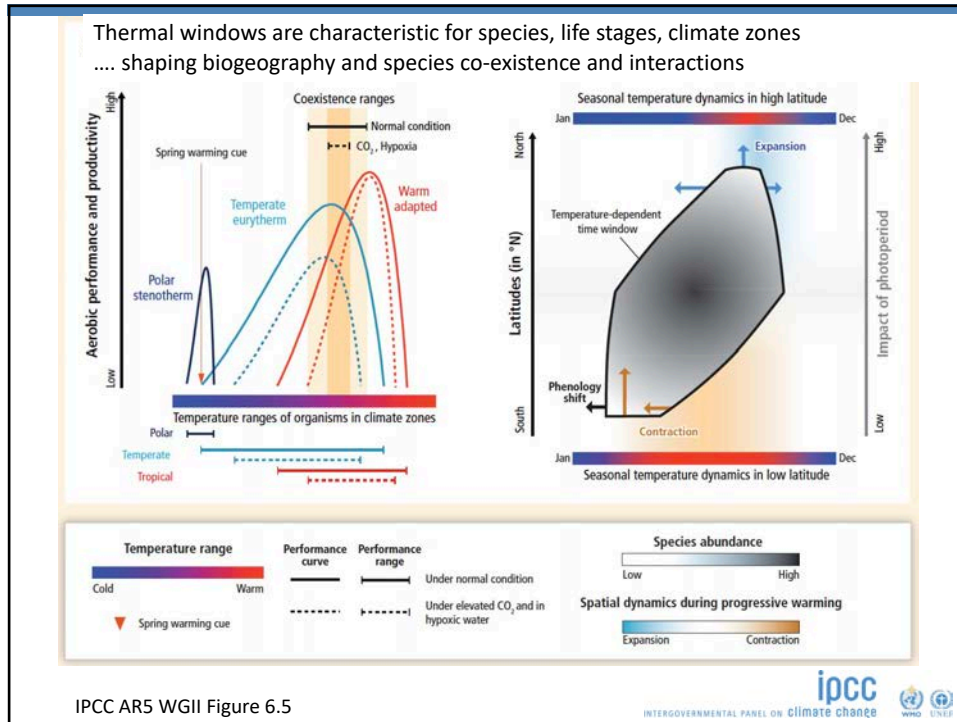 Thermal windows are characteristic for species, life stages, climate zones
…. shaping biogeography and species co-existence and interactions
Aerobic performance and productivity
High
Low
Coexistence ranges
Normal condition
CO2, Hypoxia
Spring warming cue
Temperate
eurytherm
Warm
adapted
Polar
stenotherm
Temperature ranges of organisms in climate zones
Polar
Temperate
Tropical
Seasonal temperature dynamics in high latitude
Jan
Dec
North
Latitudes (in °N)
South
Expansion
Temperature-dependent
time window
Phenology
shift
Contraction
High
Impact of photoperiod
Low
Jan
Dec
Seasonal temperature dynamics in low latitude
Temperature range
Cold
Warm
Spring warming cue
Performance
curve
Performance
range
Under normal condition
Under elevated CO2 and in
hypoxic water
Species abundance
Low
High
Spatial dynamics during progressive warming
Expansion
Contraction
IPCC AR5 WGII Figure 6.5
ipcc
INTERGOVERNMENTAL PANEL ON climate change
WMO
UNEP